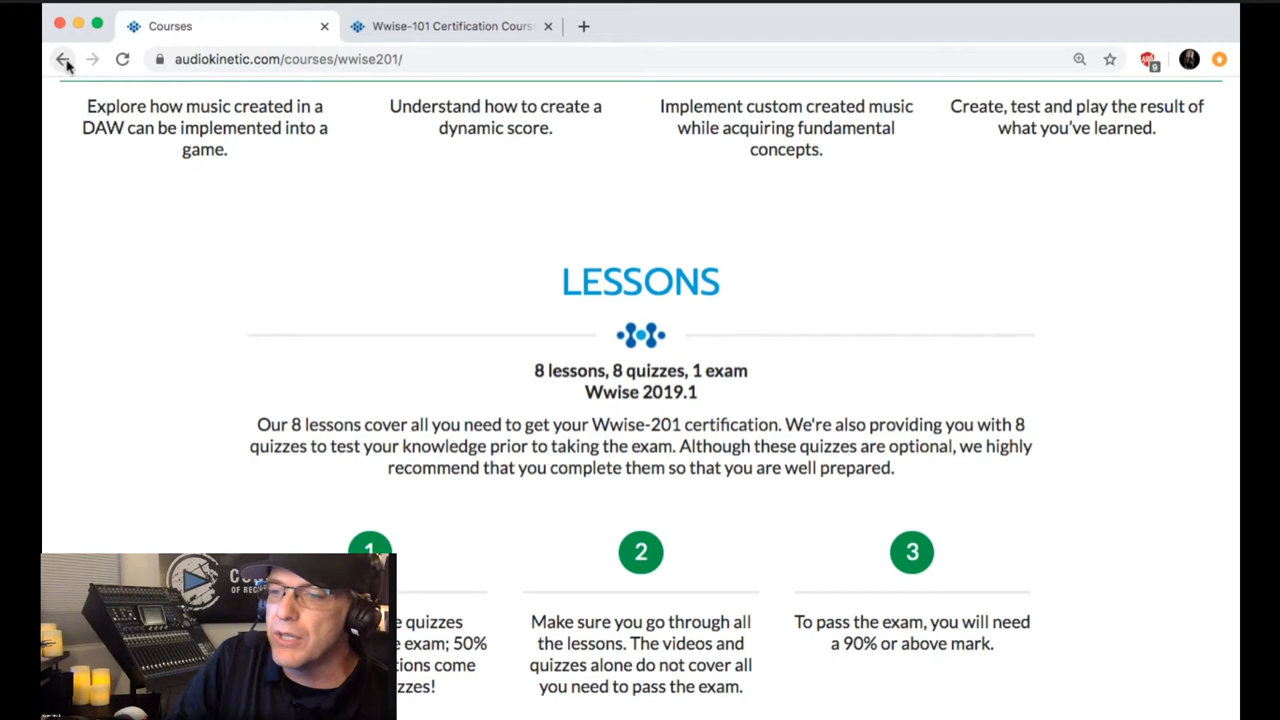 Courses
Wwise-101 Certification Cours
audiokinetic.com/courses/wwise201/
9
Explore how music created in a
DAW can be implemented into a
game.
Understand how to create a
dynamic score.
Implement custom created music
while acquiring fundamental
concepts.
Create, test and play the result of
what you've learned.
LESSONS
8 lessons, 8 quizzes, 1 exam
Wwise 2019.1
Our 8 lessons cover all you need to get your Wwise-201 certification. We're also providing you with 8
quizzes to test your knowledge prior to taking the exam. Although these quizzes are optional, we highly
recommend that you complete them so that you are well prepared.
1
e quizzes
e exam; 50%
tions come
zzes!
2
Make sure you go through all
the lessons. The videos and
quizzes alone do not cover all
you need to pass the exam.
3
To pass the exam, you will need
a 90% or above mark.
OF REC